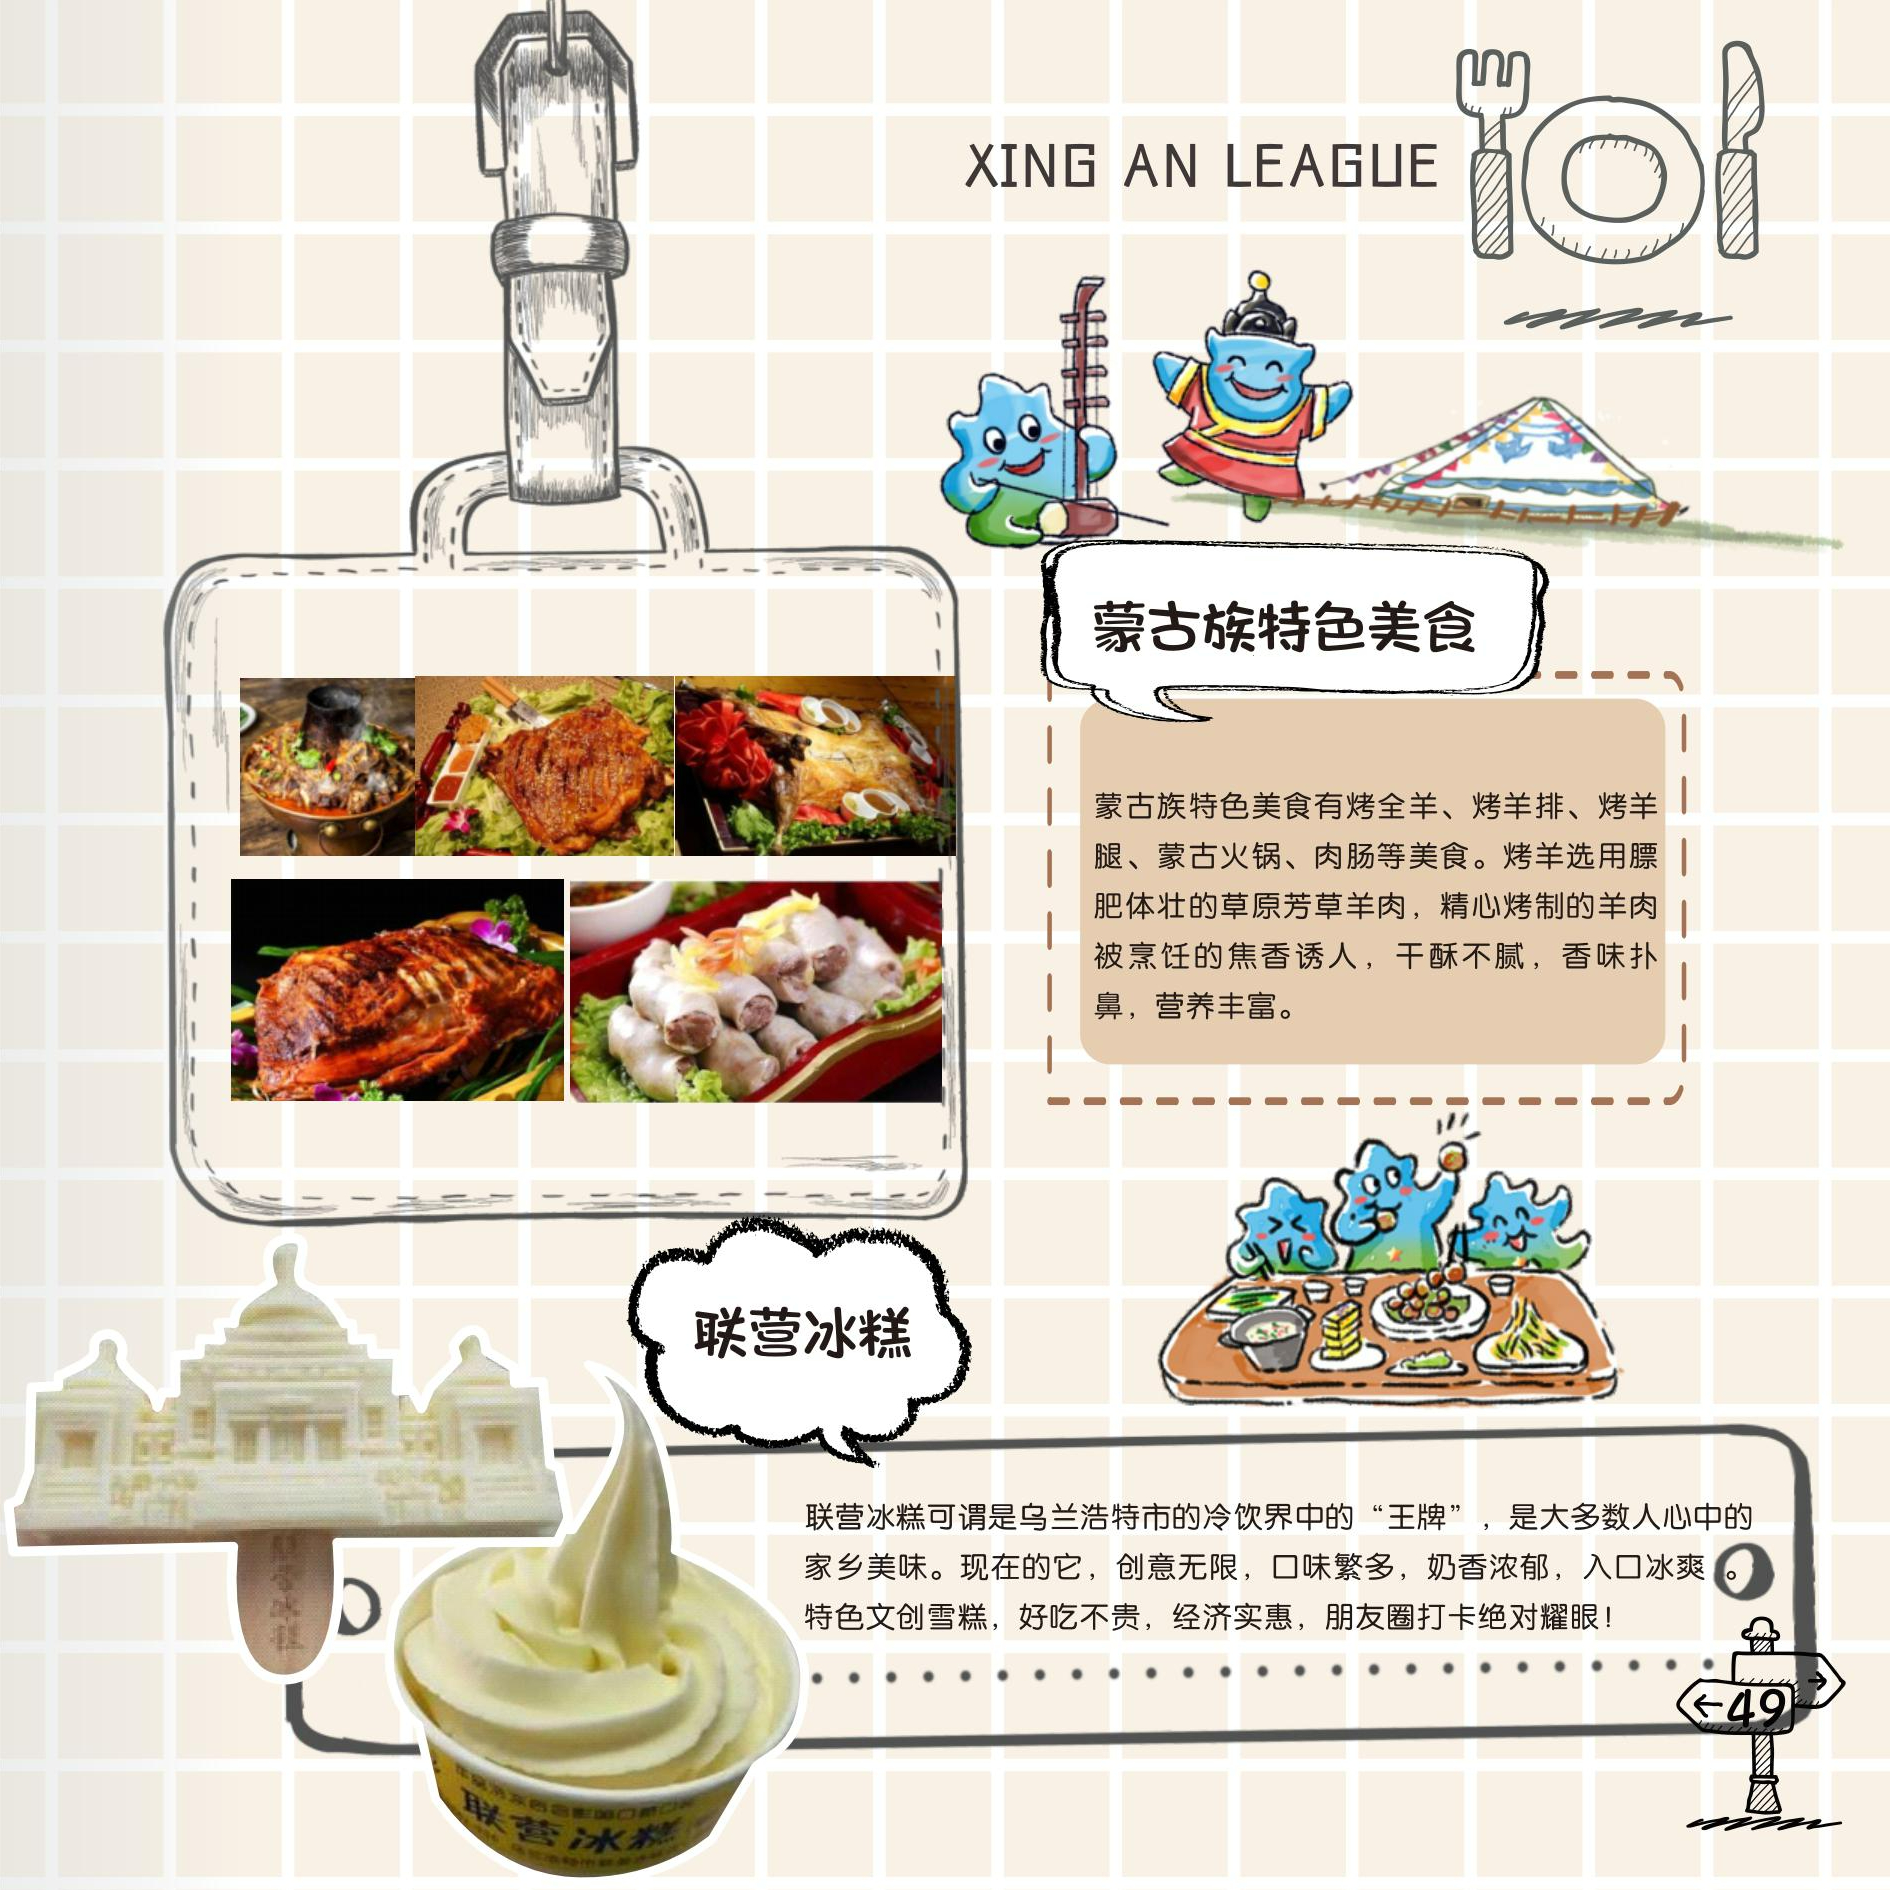 XING AN LEAGUE
蒙古族特色美食
蒙古族特色美食有烤全羊、烤羊排、烤羊
腿、蒙古火锅、肉肠等美食。烤羊选用膘
肥体壮的草原芳草羊肉，精心烤制的羊肉
被烹饪的焦香诱人，干酥不腻，香味扑
鼻，营养丰富。
联营冰糕
联营冰糕可谓是乌兰浩特市的冷饮界中的“王牌”，是大多数人心中的
家乡美味。现在的它，创意无限，口味繁多，奶香浓郁，入口冰爽。
特色文创雪糕，好吃不贵，经济实惠，朋友圈打卡绝对耀眼！
49
联营冰糕